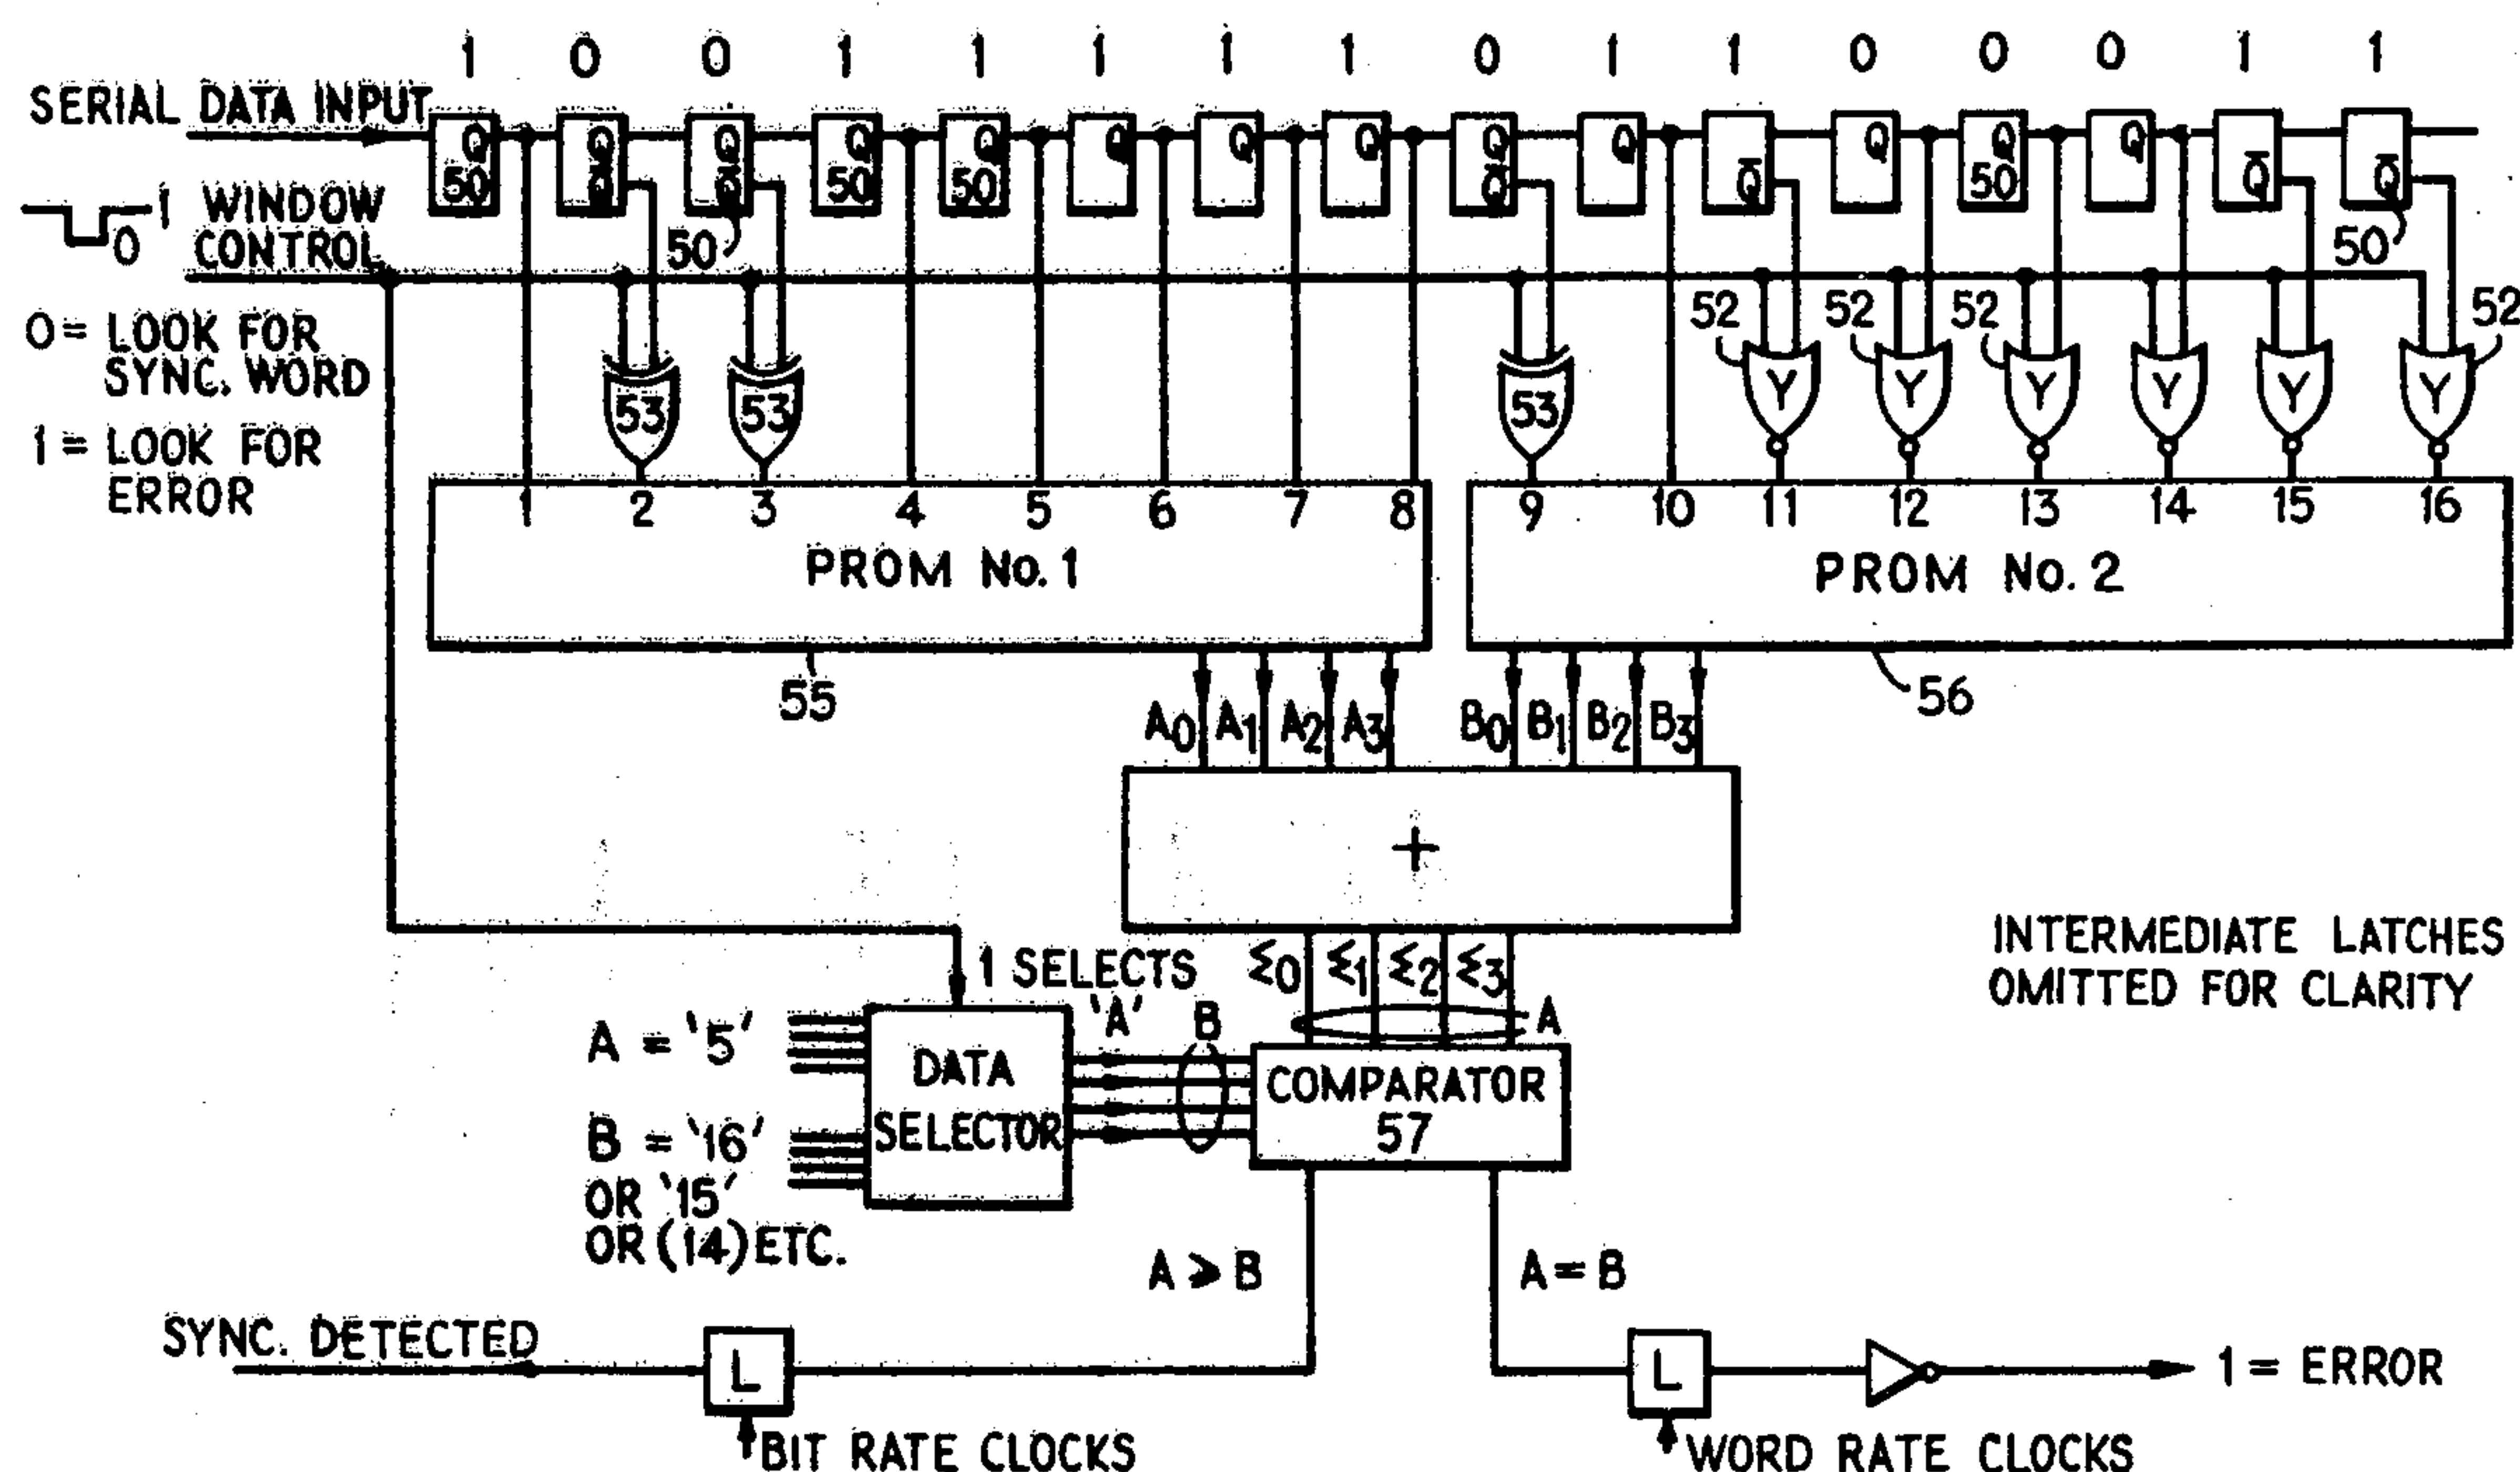 1 0 0 1 1 1 1 1 0 1 1 0 0 0 1 1
SERIAL DATA INPUT
Q 50
Q Q̄
Q Q̄
Q 50
Q 50
Q
Q
Q
Q Q̄
Q
Q̄
Q
Q 50
Q
Q̄
Q̄
50
50
1
0
WINDOW
CONTROL
0 = LOOK FOR
SYNC. WORD
1 = LOOK FOR
ERROR
52 52 52 52
53 53 53 Y Y Y Y Y Y
1 2 3 4 5 6 7 8 9 10 11 12 13 14 15 16
PROM No. 1
PROM No. 2
55
56
A0 A1 A2 A3 B0 B1 B2 B3
+
1 SELECTS
'A'
Σ0 Σ1 Σ2 Σ3
INTERMEDIATE LATCHES
OMITTED FOR CLARITY
B
A
A = '5'
DATA
SELECTOR
COMPARATOR
57
B = '16'
OR '15'
OR (14) ETC.
A ⩾ B
A = B
SYNC. DETECTED
L
L
1 = ERROR
BIT RATE CLOCKS
WORD RATE CLOCKS